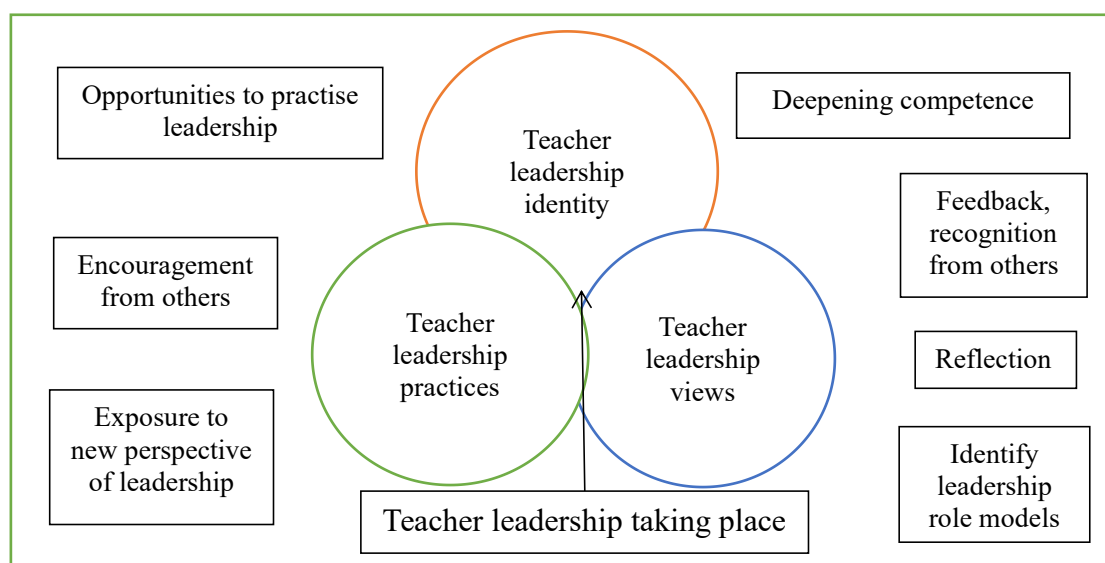 Opportunities to practise
leadership
Encouragement
from others
Exposure to
new perspective
of leadership
Teacher
leadership
identity
Teacher
leadership
practices
Teacher
leadership
views
Teacher leadership taking place
Deepening competence
Feedback,
recognition
from others
Reflection
Identify
leadership
role models